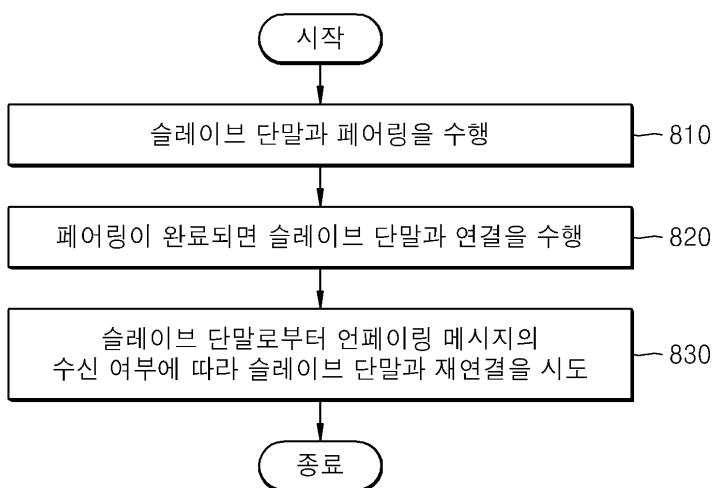 시작
슬레이브 단말과 페어링을 수행
810
페어링이 완료되면 슬레이브 단말과 연결을 수행
820
슬레이브 단말로부터 언페이링 메시지의
수신 여부에 따라 슬레이브 단말과 재연결을 시도
830
종료